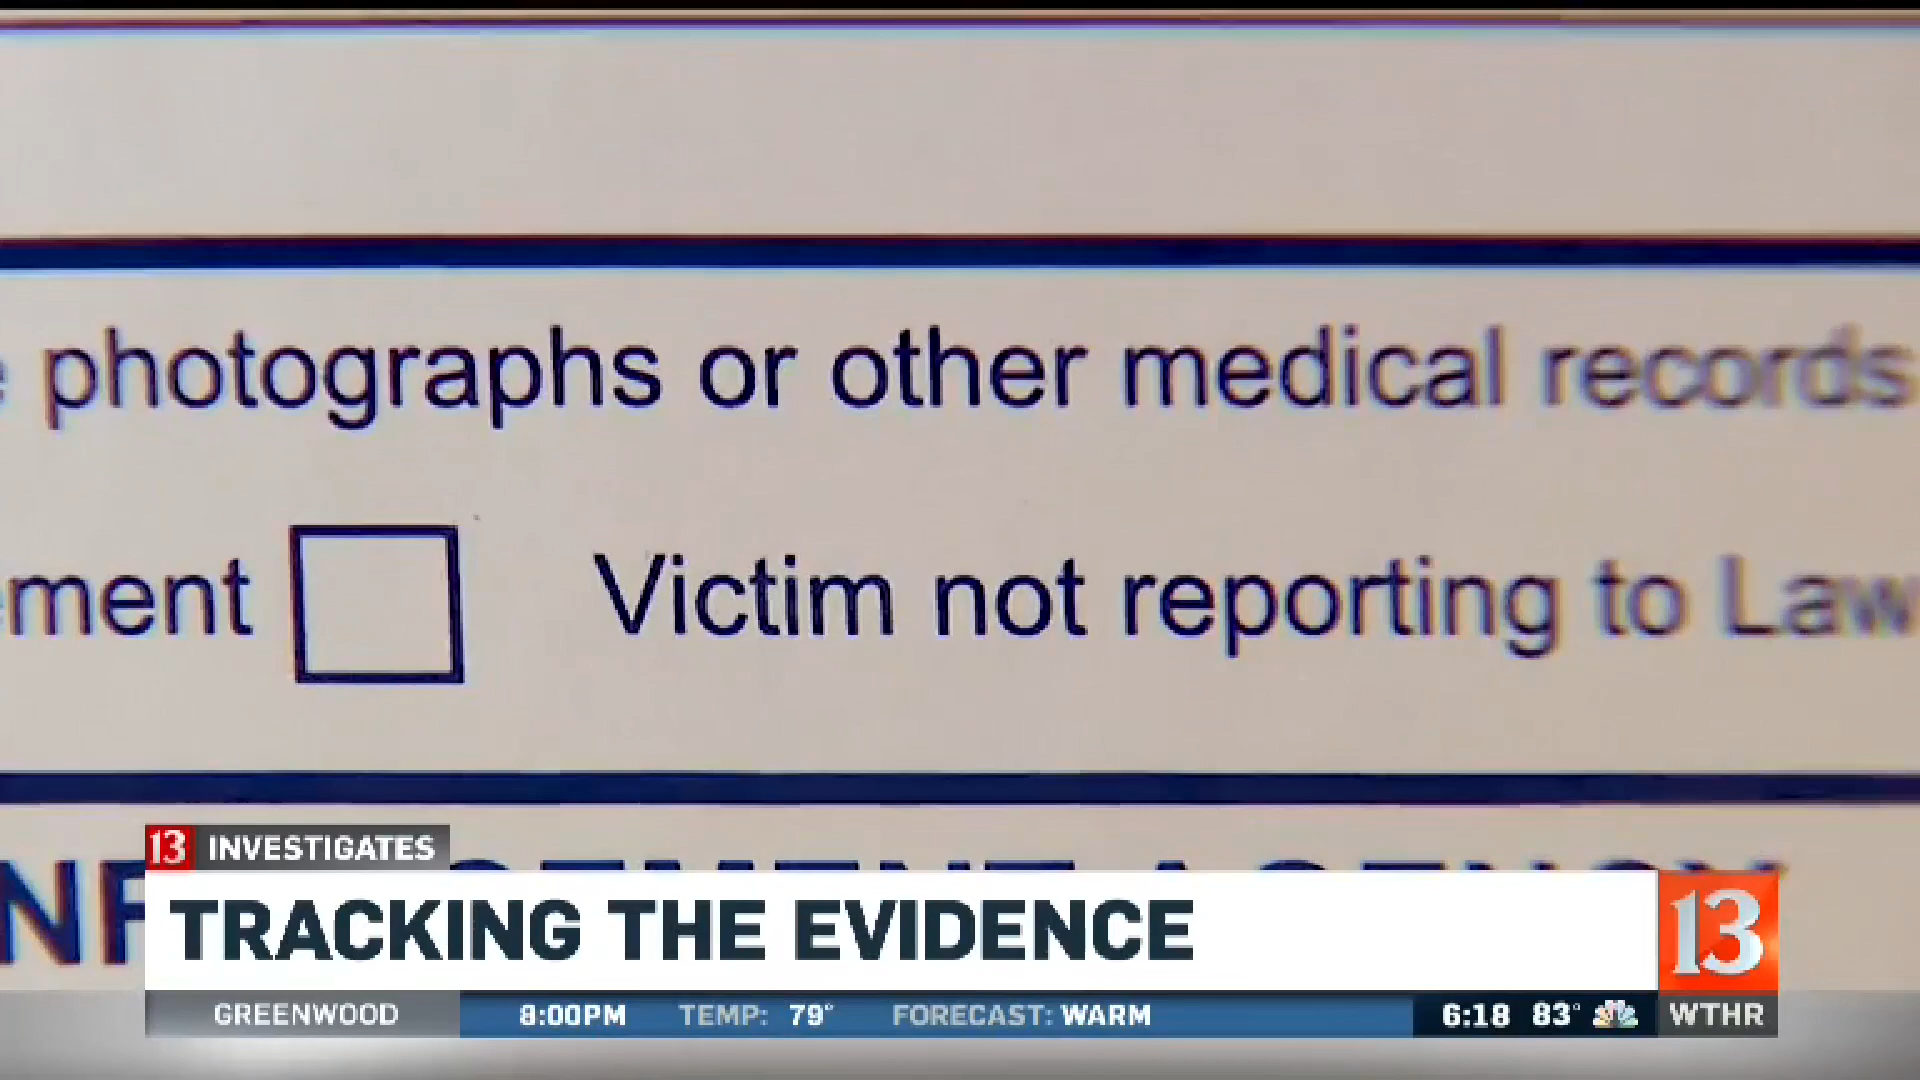 photographs or other medical records
ment Victim not reporting to Law
13 INVESTIGATES
TRACKING THE EVIDENCE
13
GREENWOOD 8:00PM TEMP: 79° FORECAST: WARM 6:18 83° WTHR